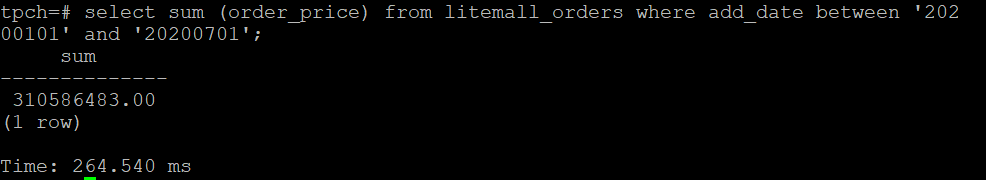 tpch=# select sum (order_price) from litemall_orders where add_date between '202
00101' and '20200701';
sum
--------------
310586483.00
(1 row)
Time: 264.540 ms